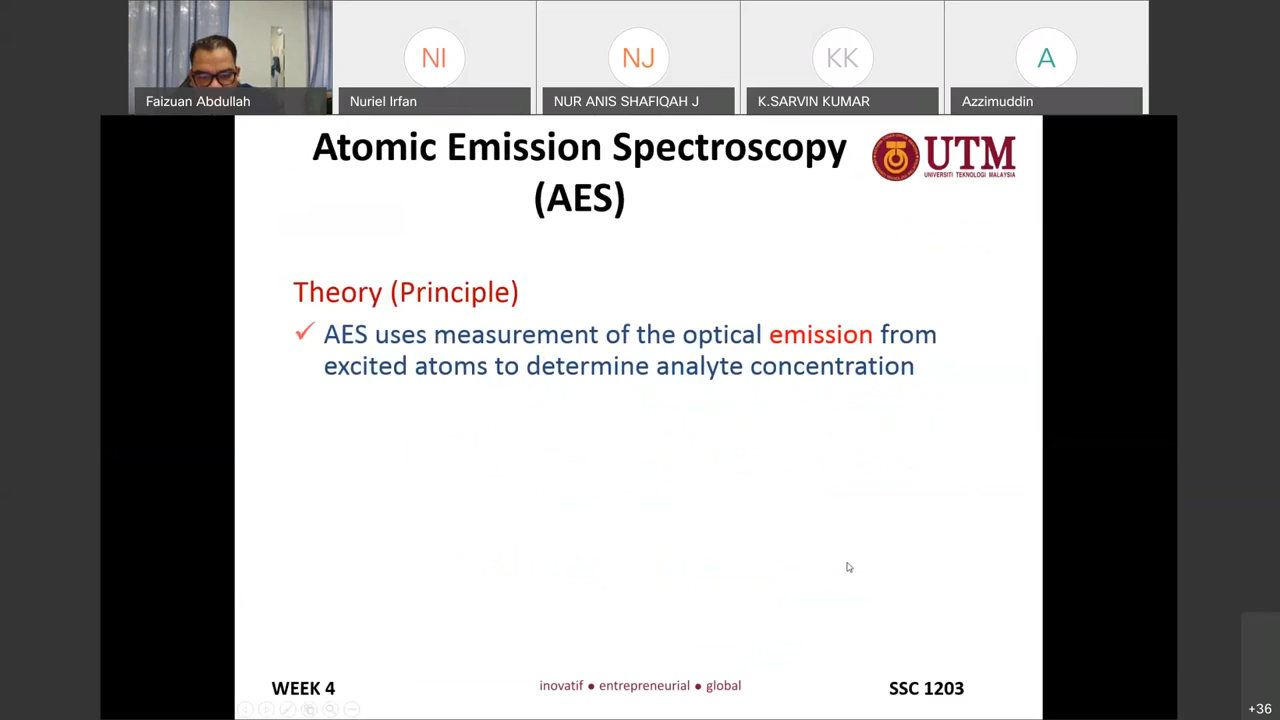 NI
NJ
KK
A
Faizuan Abdullah
Nuriel Irfan
NUR ANIS SHAFIQAH J
K.SARVIN KUMAR
Azzimuddin
Atomic Emission Spectroscopy
(AES)
UTM
UNIVERSITI TEKNOLOGI MALAYSIA
Theory (Principle)
✓ AES uses measurement of the optical emission from
excited atoms to determine analyte concentration
WEEK 4
inovatif ● entrepreneurial ● global
SSC 1203
+36